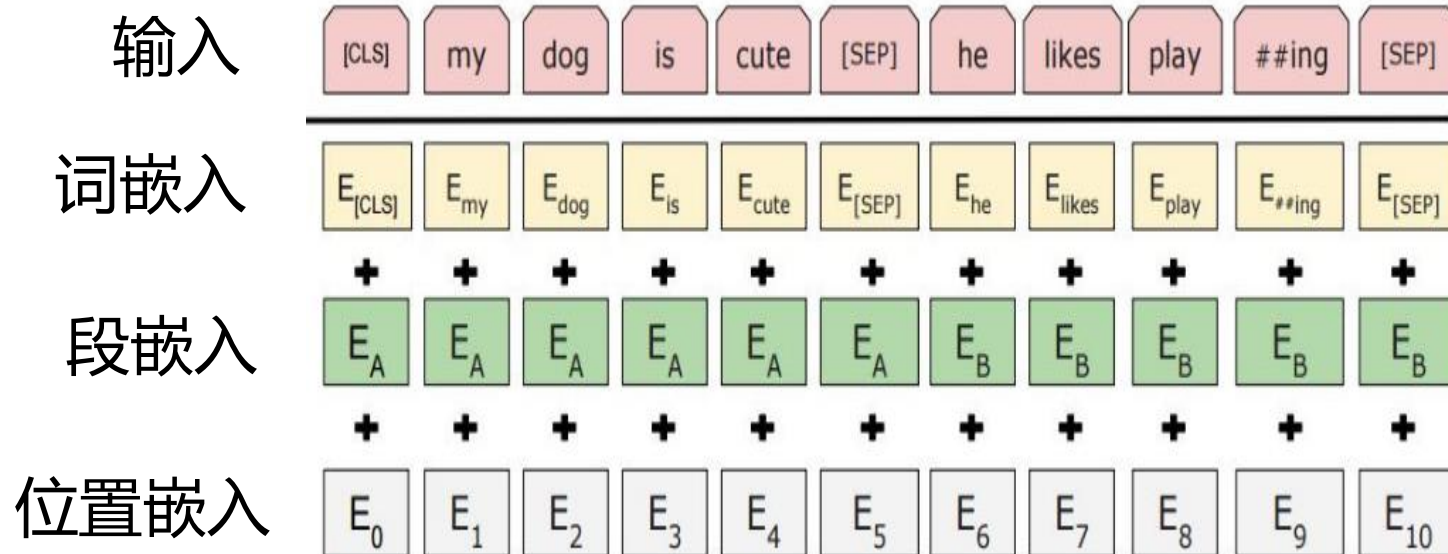 输入 [CLS] my dog is cute [SEP] he likes play ##ing [SEP]
词嵌入 E[CLS] Emy Edog Eis Ecute E[SEP] Ehe Elikes Eplay E##ing E[SEP]
+ + + + + + + + + + +
段嵌入 EA EA EA EA EA EA EB EB EB EB EB
+ + + + + + + + + + +
位置嵌入 E0 E1 E2 E3 E4 E5 E6 E7 E8 E9 E10